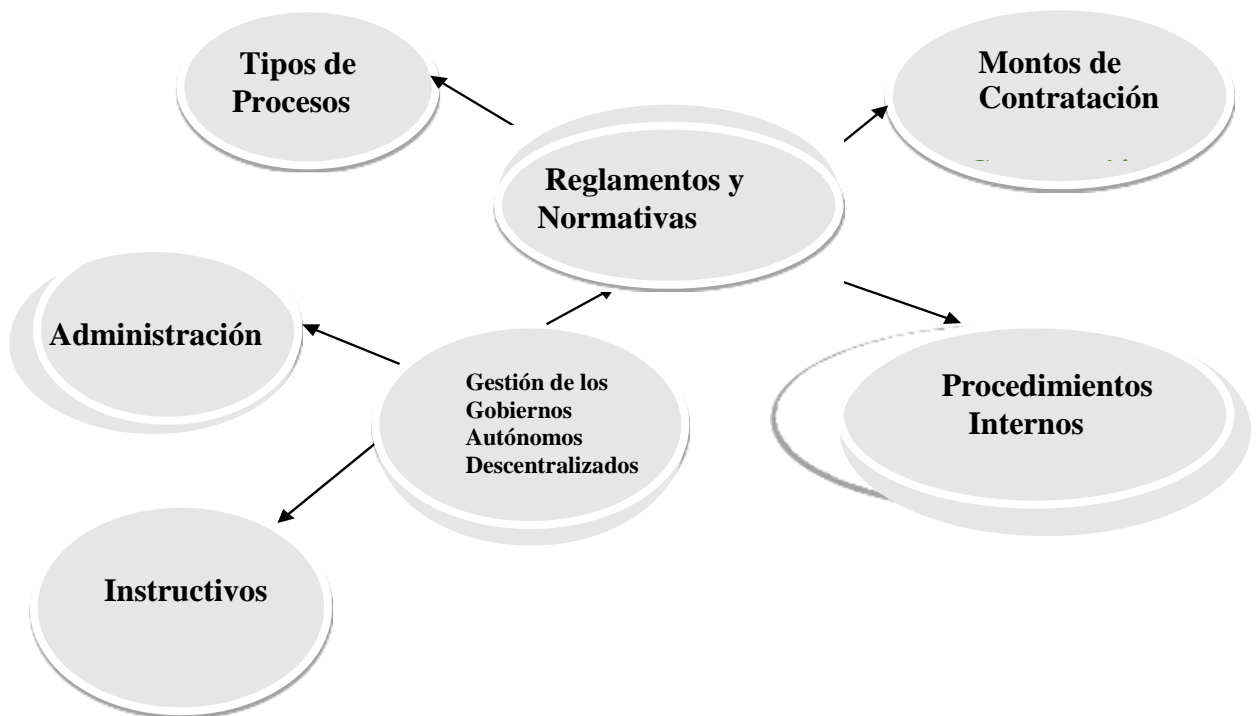 Tipos de
Procesos
Montos de
Contratación
Reglamentos y
Normativas
Administración
Gestión de los
Gobiernos
Autónomos
Descentralizados
Procedimientos
Internos
Instructivos